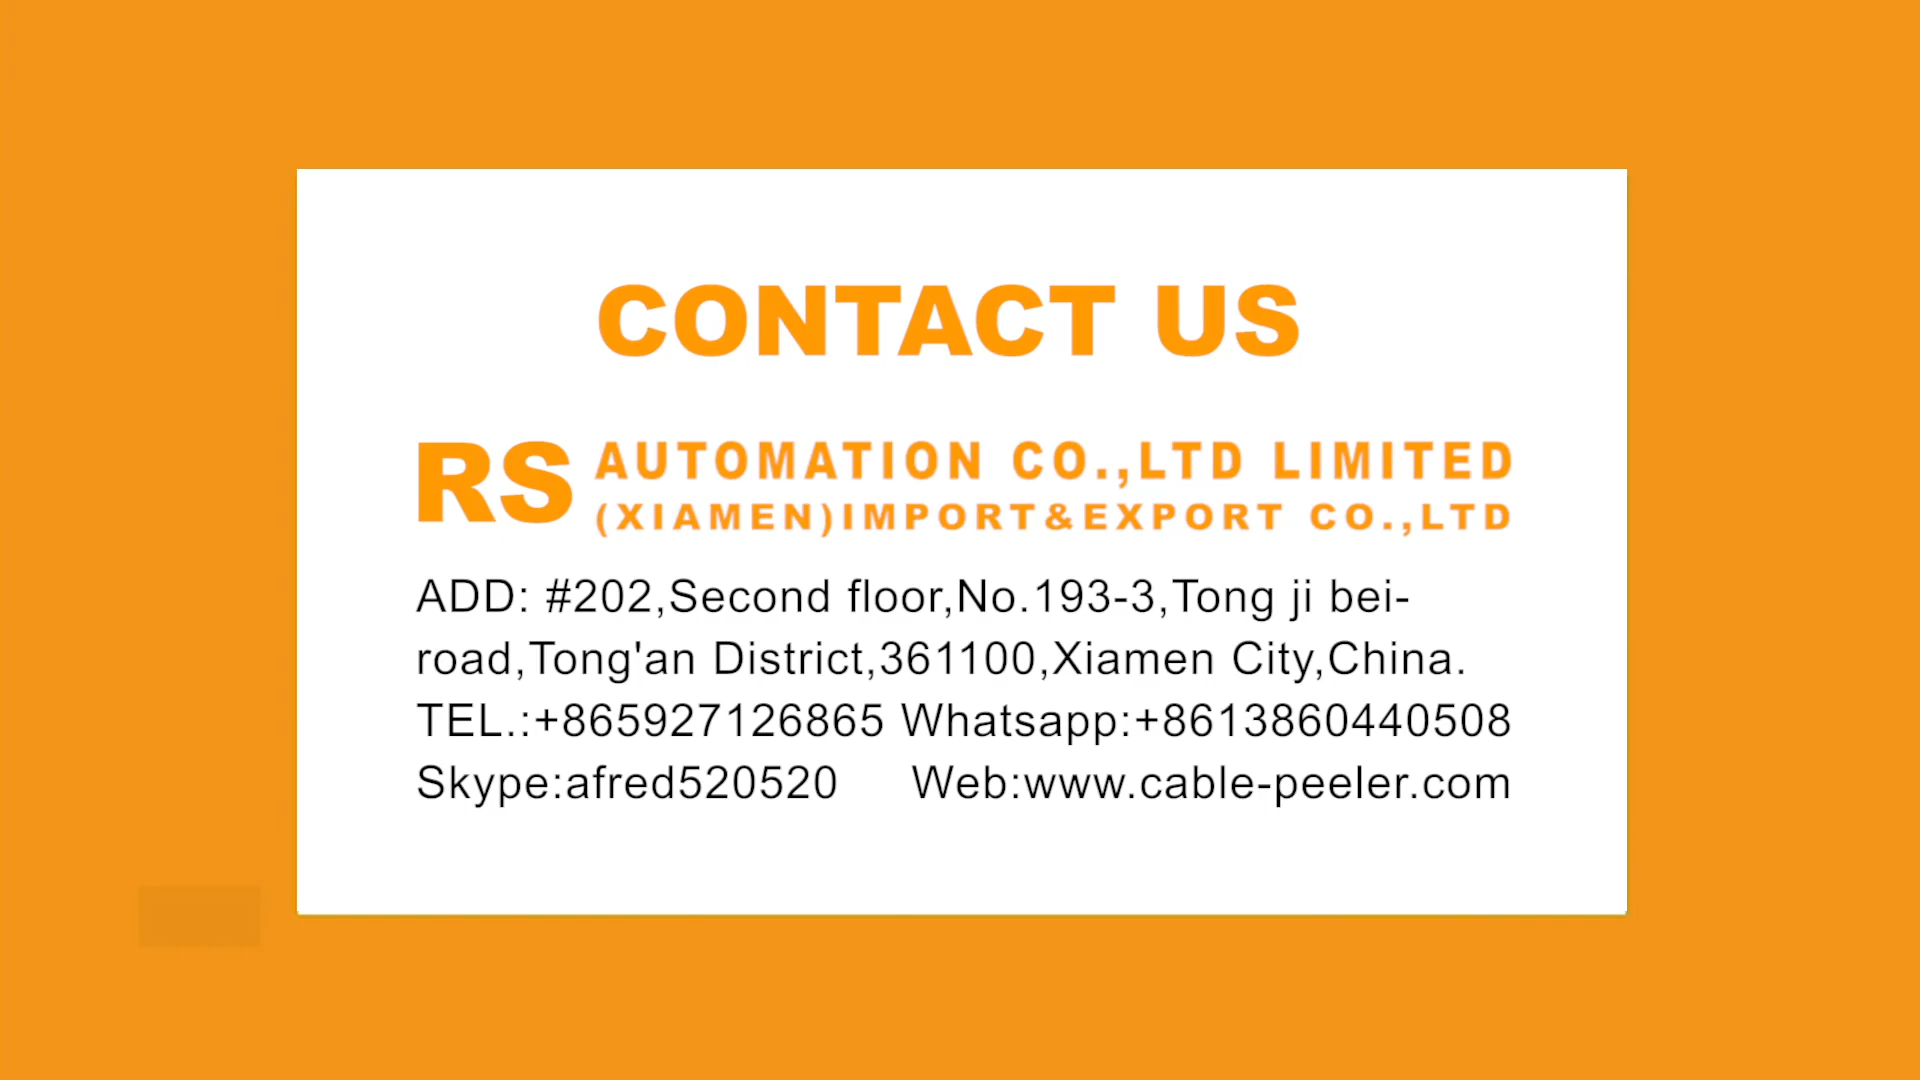 CONTACT US
RS AUTOMATION CO.,LTD LIMITED
(XIAMEN)IMPORT&EXPORT CO.,LTD
ADD: #202,Second floor,No.193-3,Tong ji bei-
road,Tong'an District,361100,Xiamen City,China.
TEL.:+865927126865 Whatsapp:+8613860440508
Skype:afred520520 Web:www.cable-peeler.com